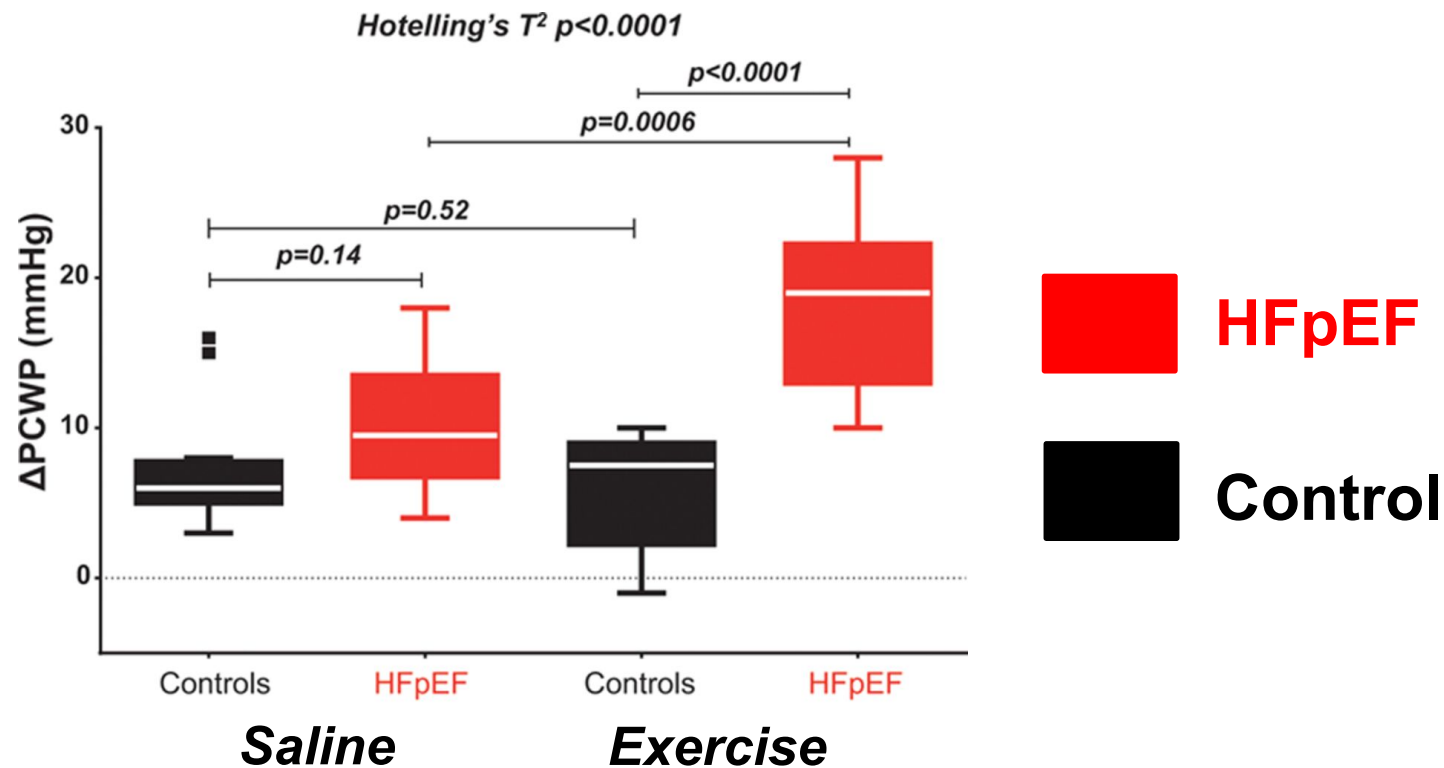 Hotelling's T² p<0.0001
p<0.0001
p=0.0006
p=0.52
p=0.14
ΔPCWP (mmHg)
30
20
10
0
Controls HFpEF Controls HFpEF
Saline Exercise
HFpEF
Control